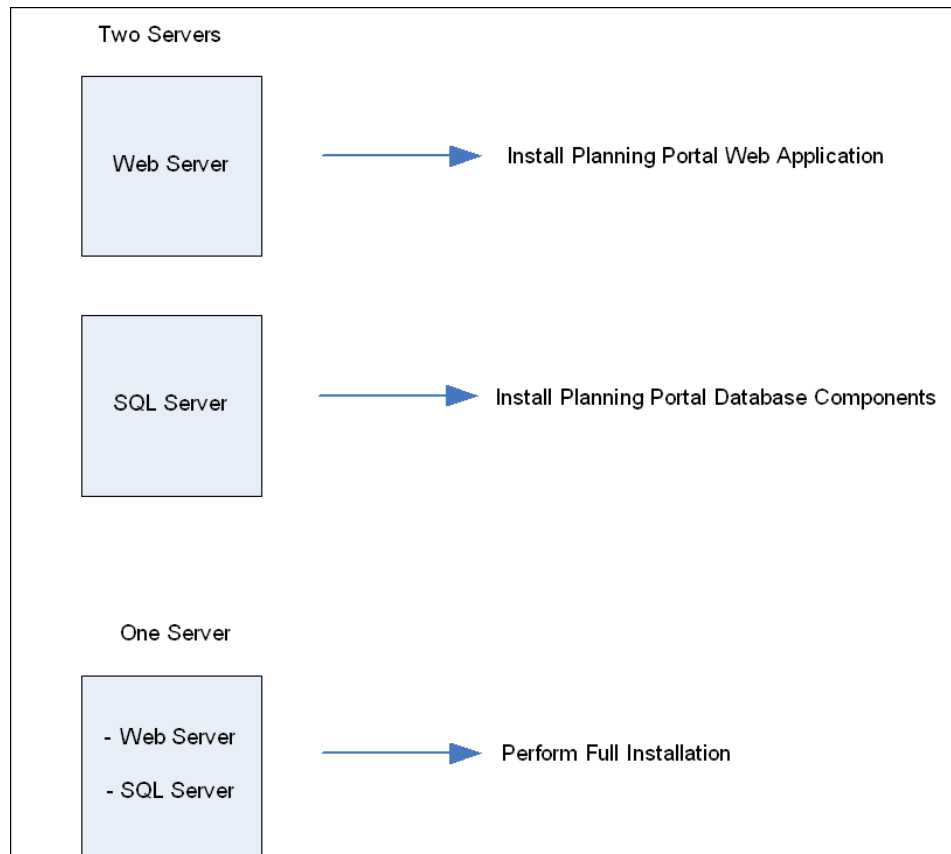 Two Servers
Web Server
Install Planning Portal Web Application
SQL Server
Install Planning Portal Database Components
One Server
- Web Server
- SQL Server
Perform Full Installation